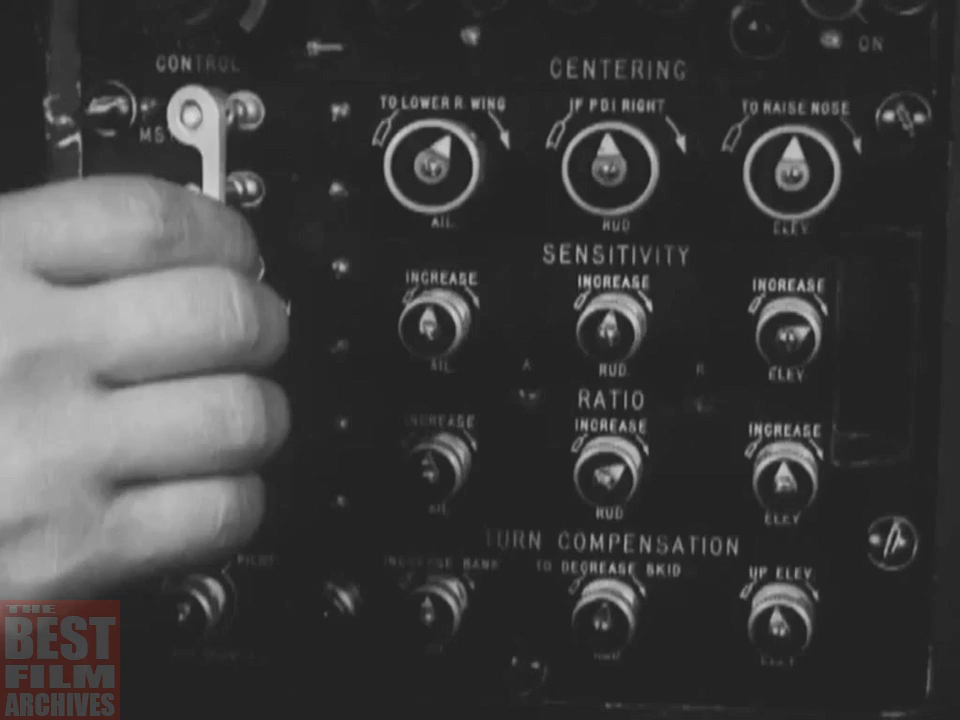 ON
CONTROL
CENTERING
MS
TO LOWER R. WING
IF PDI RIGHT
TO RAISE NOSE
AIL.
RUD
ELEV.
SENSITIVITY
INCREASE
INCREASE
INCREASE
AIL.
RUD
ELEV
RATIO
INCREASE
INCREASE
INCREASE
AIL
RUD
ELEV
TURN COMPENSATION
PILOT
INCREASE BANK
TO DECREASE SKID
UP ELEV.
THE
BEST
FILM
ARCHIVES